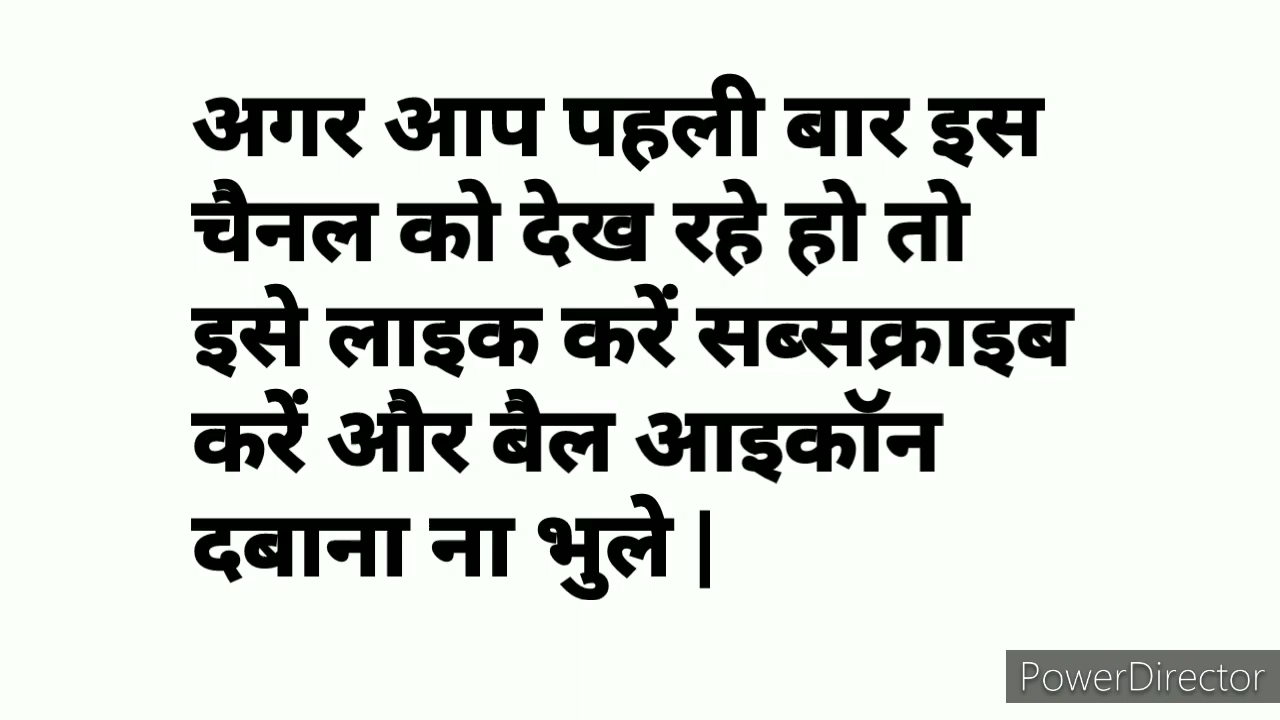 अगर आप पहली बार इस
चैनल को देख रहे हो तो
इसे लाइक करें सब्सक्राइब
करें और बैल आइकॉन
दबाना ना भुले |
PowerDirector